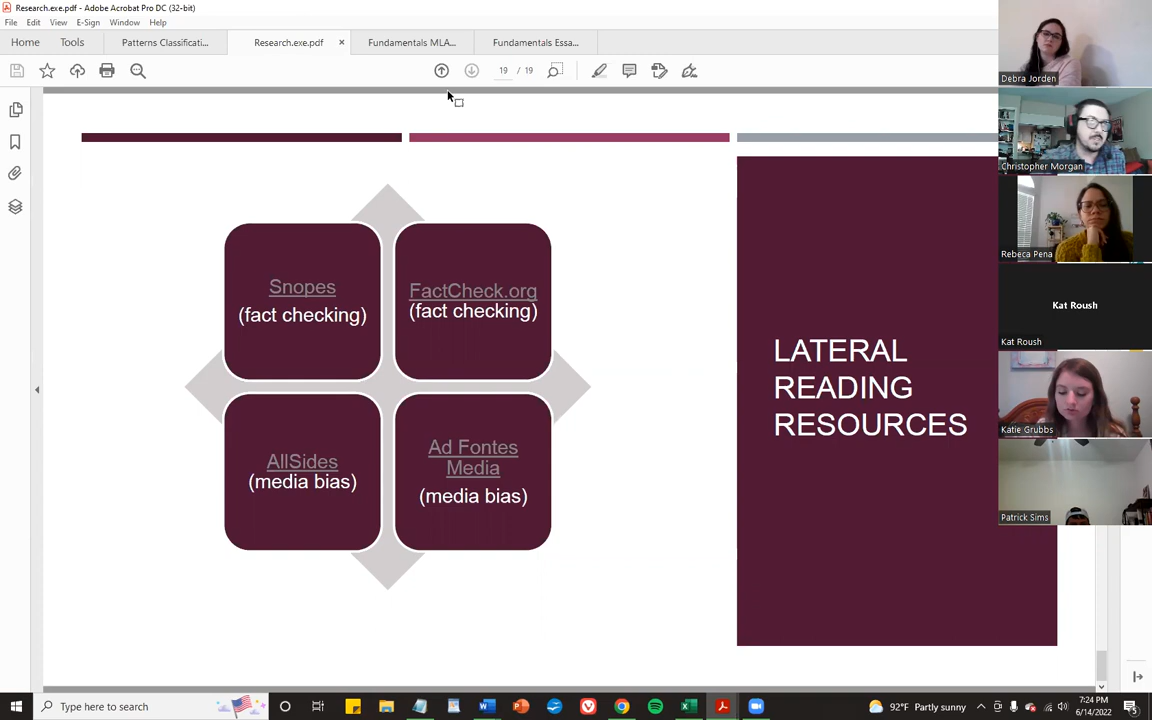 Research.exe.pdf - Adobe Acrobat Pro DC (32-bit)
File Edit View E-Sign Window Help
Home Tools Patterns Classificati... Research.exe.pdf × Fundamentals MLA... Fundamentals Essa...
19 / 19
Snopes
(fact checking)
FactCheck.org
(fact checking)
AllSides
(media bias)
Ad Fontes
Media
(media bias)
LATERAL
READING
RESOURCES
Debra Jorden
Christopher Morgan
Rebeca Pena
Kat Roush
Kat Roush
Katie Grubbs
Patrick Sims
Type here to search
92°F Partly sunny
7:24 PM
6/14/2022
5